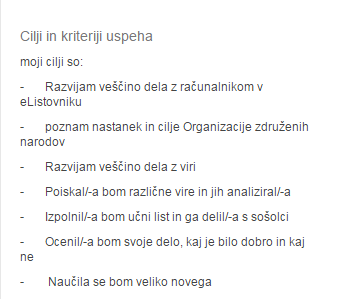 Cilji in kriteriji uspeha
moji cilji so:
- Razvijam veščino dela z računalnikom v
eListovniku
- poznam nastanek in cilje Organizacije združenih
narodov
- Razvijam veščino dela z viri
- Poiskal/-a bom različne vire in jih analiziral/-a
- Izpolnil/-a bom učni list in ga delil/-a s sošolci
- Ocenil/-a bom svoje delo, kaj je bilo dobro in kaj
ne
- Naučila se bom veliko novega